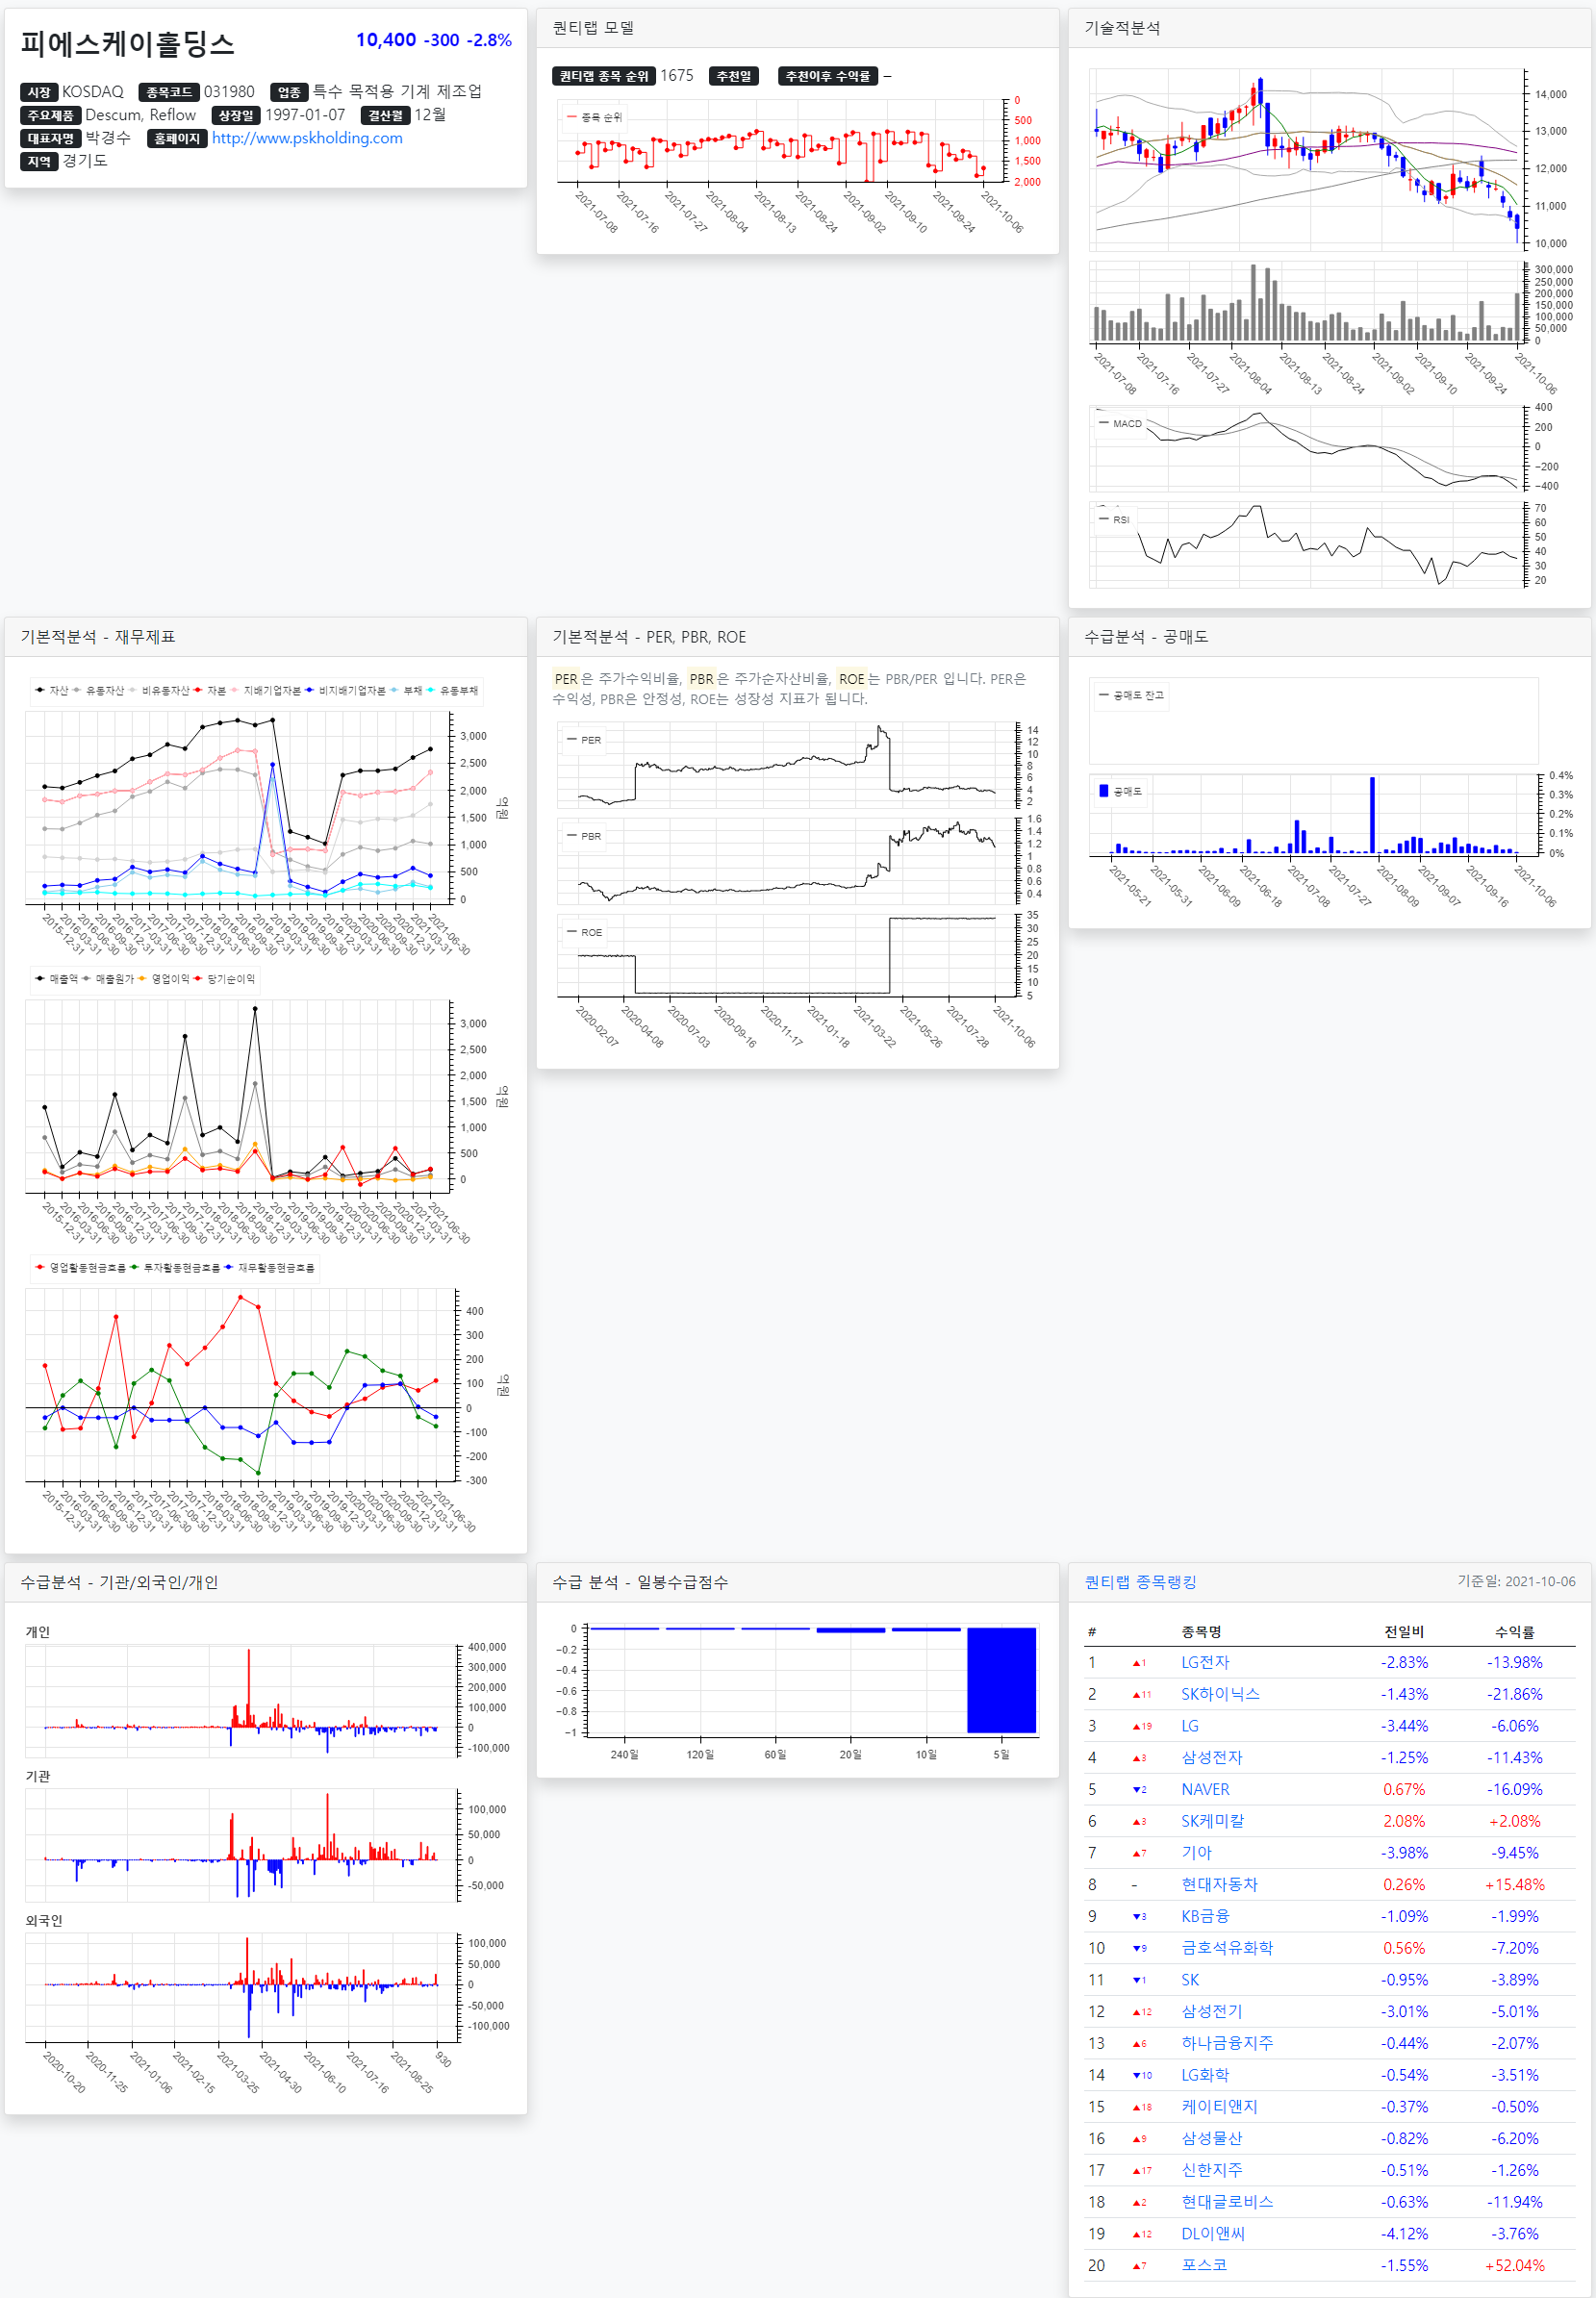 피에스케이홀딩스
10,400 -300 -2.8%
시장 KOSDAQ 종목코드 031980 업종 특수 목적용 기계 제조업
주요제품 Descum, Reflow 상장일 1997-01-07 결산월 12월
대표자명 박경수 홈페이지 http://www.pskholding.com
지역 경기도
퀀티랩 모델
퀀티랩 종목 순위 1675 추천일 추천이후 수익률 –
종목 순위
0
500
1,000
1,500
2,000
2021-07-08 2021-07-16 2021-07-27 2021-08-04 2021-08-13 2021-08-24 2021-09-02 2021-09-10 2021-09-24 2021-10-06
기술적분석
14,000
13,000
12,000
11,000
10,000
300,000
250,000
200,000
150,000
100,000
50,000
0
2021-07-08 2021-07-16 2021-07-27 2021-08-04 2021-08-13 2021-08-24 2021-09-02 2021-09-10 2021-09-24 2021-10-06
MACD
400
200
0
−200
−400
RSI
70
60
50
40
30
20
기본적분석 - 재무제표
자산 유동자산 비유동자산 자본 지배기업자본 비지배기업자본 부채 유동부채
3,000
2,500
2,000
1,500
1,000
500
0
억원
2015-12-31 2016-03-31 2016-06-30 2016-09-30 2016-12-31 2017-03-31 2017-06-30 2017-09-30 2017-12-31 2018-03-31 2018-06-30 2018-09-30 2018-12-31 2019-03-31 2019-06-30 2019-09-30 2019-12-31 2020-03-31 2020-06-30 2020-09-30 2020-12-31 2021-03-31 2021-06-30
매출액 매출원가 영업이익 당기순이익
3,000
2,500
2,000
1,500
1,000
500
0
억원
2015-12-31 2016-03-31 2016-06-30 2016-09-30 2016-12-31 2017-03-31 2017-06-30 2017-09-30 2017-12-31 2018-03-31 2018-06-30 2018-09-30 2018-12-31 2019-03-31 2019-06-30 2019-09-30 2019-12-31 2020-03-31 2020-06-30 2020-09-30 2020-12-31 2021-03-31 2021-06-30
영업활동현금흐름 투자활동현금흐름 재무활동현금흐름
400
300
200
100
0
-100
-200
-300
억원
2015-12-31 2016-03-31 2016-06-30 2016-09-30 2016-12-31 2017-03-31 2017-06-30 2017-09-30 2017-12-31 2018-03-31 2018-06-30 2018-09-30 2018-12-31 2019-03-31 2019-06-30 2019-09-30 2019-12-31 2020-03-31 2020-06-30 2020-09-30 2020-12-31 2021-03-31 2021-06-30
기본적분석 - PER, PBR, ROE
PER은 주가수익비율, PBR은 주가순자산비율, ROE는 PBR/PER 입니다. PER은
수익성, PBR은 안정성, ROE는 성장성 지표가 됩니다.
PER
14
12
10
8
6
4
2
PBR
1.6
1.4
1.2
1
0.8
0.6
0.4
ROE
35
30
25
20
15
10
5
2020-02-07 2020-04-08 2020-07-03 2020-09-16 2020-11-17 2021-01-18 2021-03-22 2021-05-26 2021-07-28 2021-10-06
수급분석 - 공매도
공매도 잔고
공매도
0.4%
0.3%
0.2%
0.1%
0%
2021-05-21 2021-05-31 2021-06-09 2021-06-18 2021-07-08 2021-07-27 2021-08-09 2021-09-07 2021-09-16 2021-10-06
수급분석 - 기관/외국인/개인
개인
400,000
300,000
200,000
100,000
0
-100,000
기관
100,000
50,000
0
-50,000
외국인
100,000
50,000
0
-50,000
-100,000
2020-10-20 2020-11-25 2021-01-06 2021-02-15 2021-03-25 2021-04-30 2021-06-10 2021-07-16 2021-08-25 930
수급 분석 - 일봉수급점수
0
−0.2
−0.4
−0.6
−0.8
−1
240일 120일 60일 20일 10일 5일
퀀티랩 종목랭킹 기준일: 2021-10-06
# 종목명 전일비 수익률
1 ▲1 LG전자 -2.83% -13.98%
2 ▲11 SK하이닉스 -1.43% -21.86%
3 ▲19 LG -3.44% -6.06%
4 ▲3 삼성전자 -1.25% -11.43%
5 ▼2 NAVER 0.67% -16.09%
6 ▲3 SK케미칼 2.08% +2.08%
7 ▲7 기아 -3.98% -9.45%
8 - 현대자동차 0.26% +15.48%
9 ▼3 KB금융 -1.09% -1.99%
10 ▼9 금호석유화학 0.56% -7.20%
11 ▼1 SK -0.95% -3.89%
12 ▲12 삼성전기 -3.01% -5.01%
13 ▲6 하나금융지주 -0.44% -2.07%
14 ▼10 LG화학 -0.54% -3.51%
15 ▲18 케이티앤지 -0.37% -0.50%
16 ▲9 삼성물산 -0.82% -6.20%
17 ▲17 신한지주 -0.51% -1.26%
18 ▲2 현대글로비스 -0.63% -11.94%
19 ▲12 DL이앤씨 -4.12% -3.76%
20 ▲7 포스코 -1.55% +52.04%